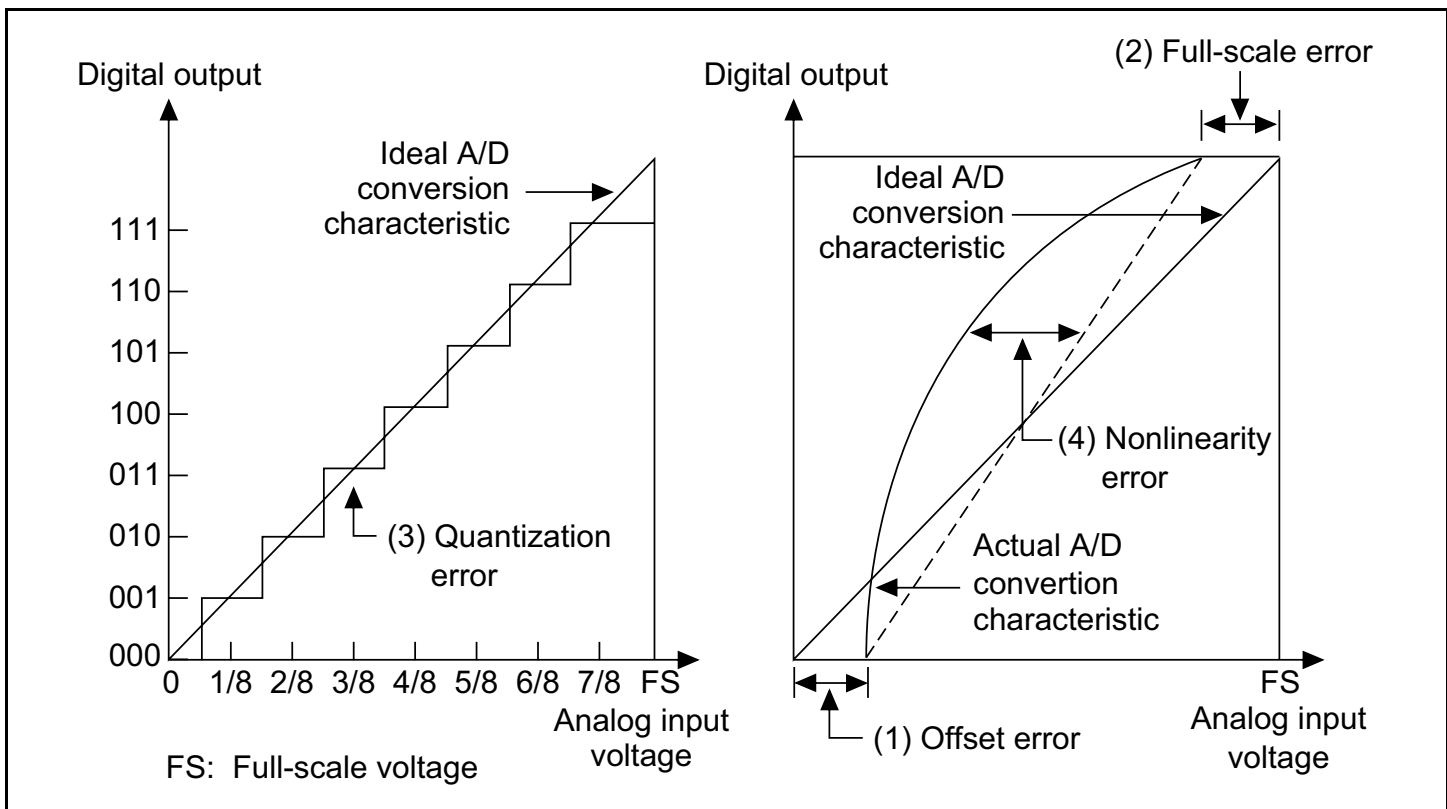 Digital output
Ideal A/D
conversion
characteristic
111
110
101
100
011
010
001
000
(3) Quantization
error
0 1/8 2/8 3/8 4/8 5/8 6/8 7/8 FS
Analog input
voltage
FS: Full-scale voltage
(2) Full-scale error
Digital output
Ideal A/D
conversion
characteristic
(4) Nonlinearity
error
Actual A/D
convertion
characteristic
FS
Analog input
voltage
(1) Offset error